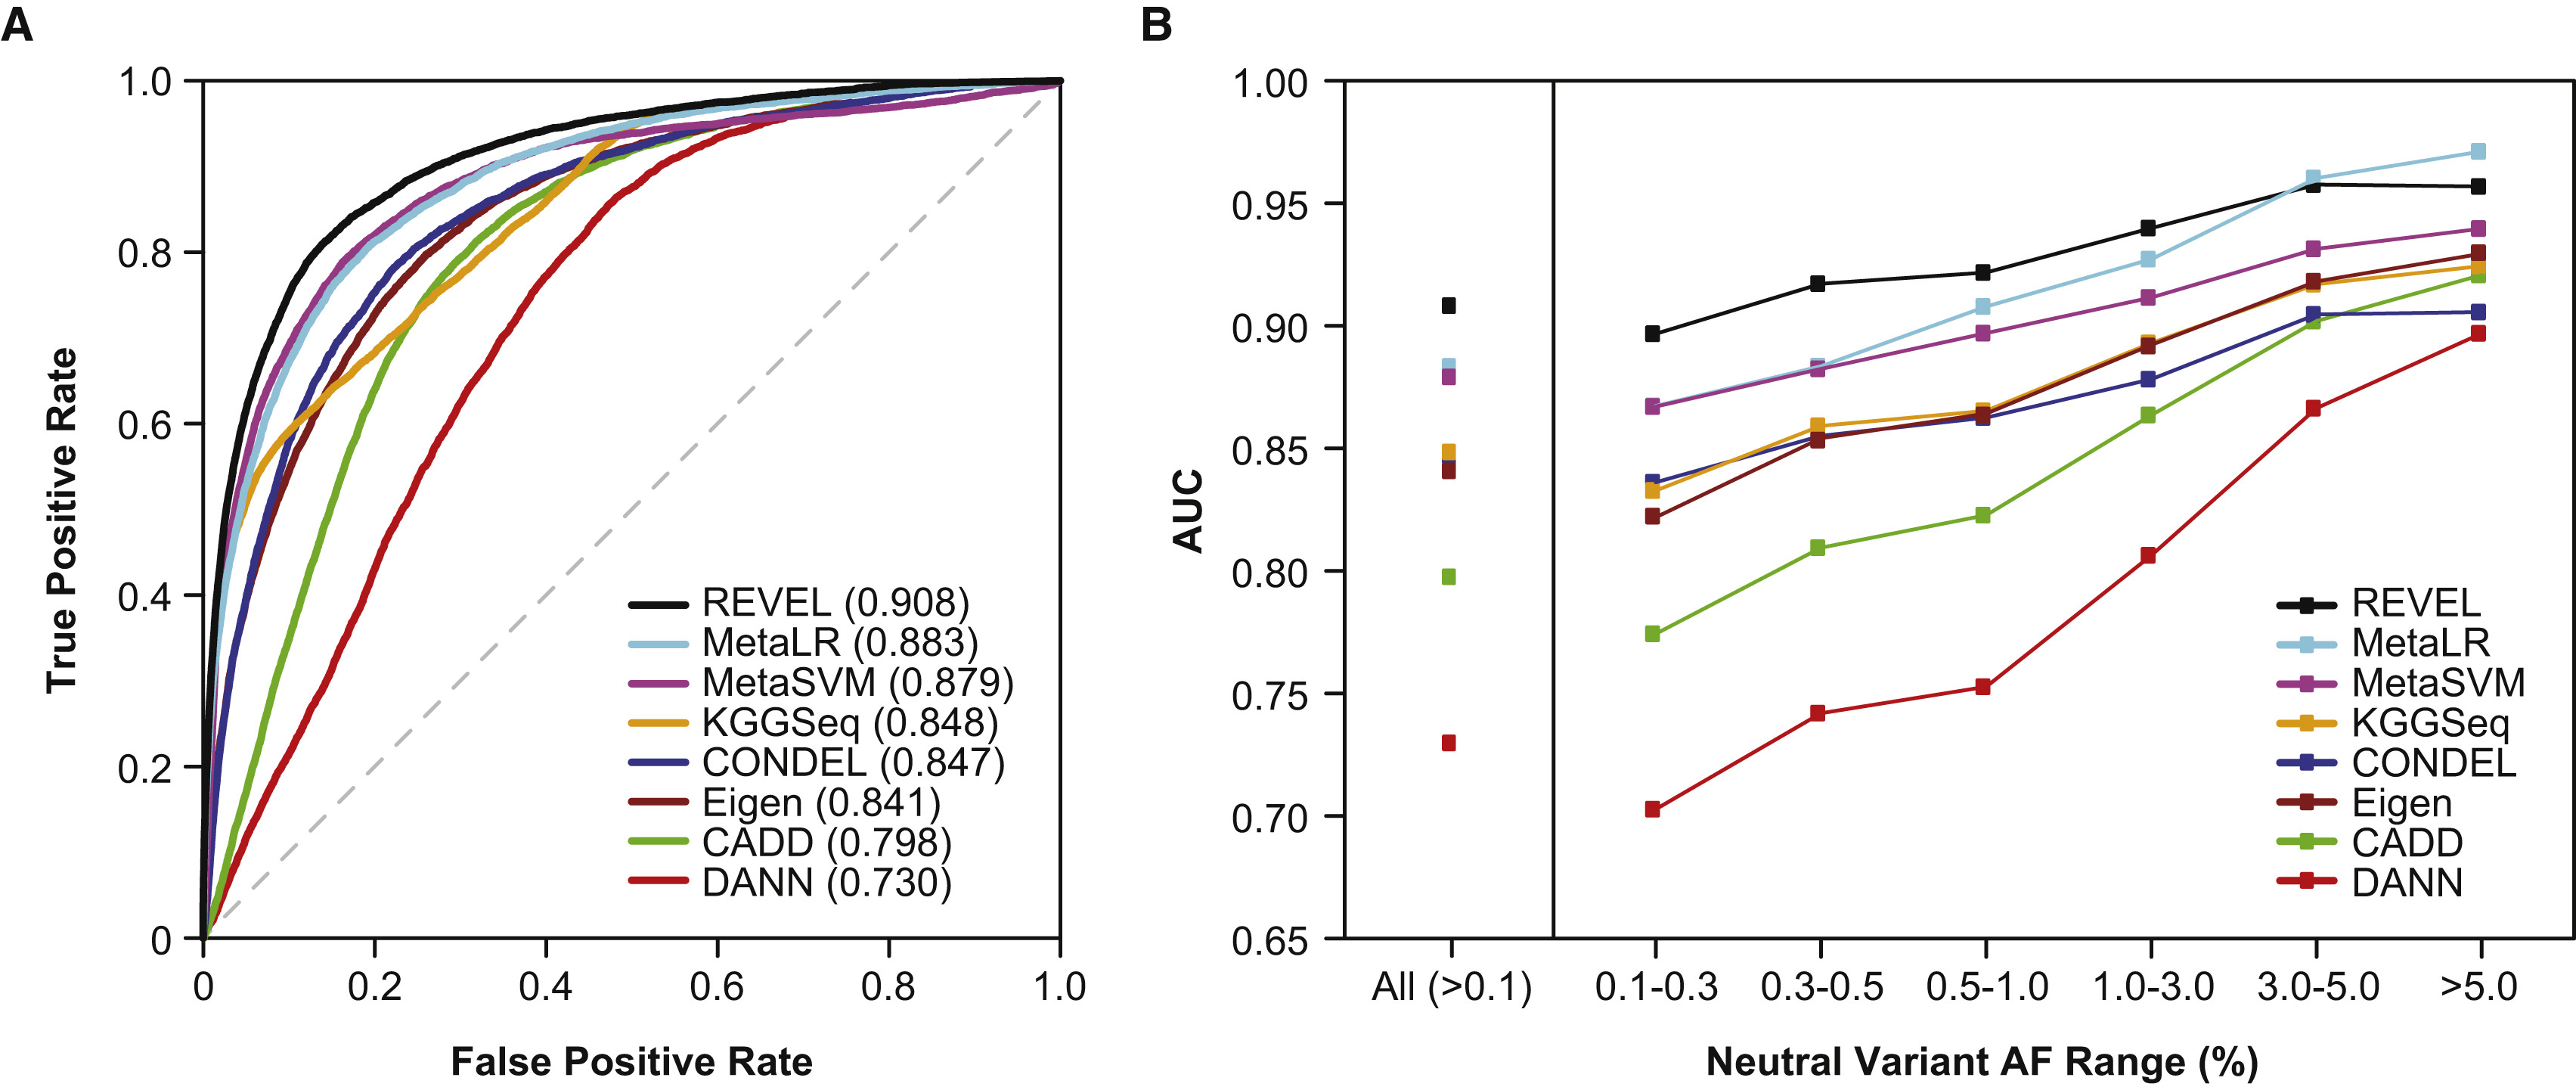 A
B
1.0
0.8
0.6
0.4
0.2
0
True Positive Rate
REVEL (0.908)
MetaLR (0.883)
MetaSVM (0.879)
KGGSeq (0.848)
CONDEL (0.847)
Eigen (0.841)
CADD (0.798)
DANN (0.730)
0 0.2 0.4 0.6 0.8 1.0
False Positive Rate
1.00
0.95
0.90
0.85
0.80
0.75
0.70
0.65
AUC
REVEL
MetaLR
MetaSVM
KGGSeq
CONDEL
Eigen
CADD
DANN
All (>0.1) 0.1-0.3 0.3-0.5 0.5-1.0 1.0-3.0 3.0-5.0 >5.0
Neutral Variant AF Range (%)